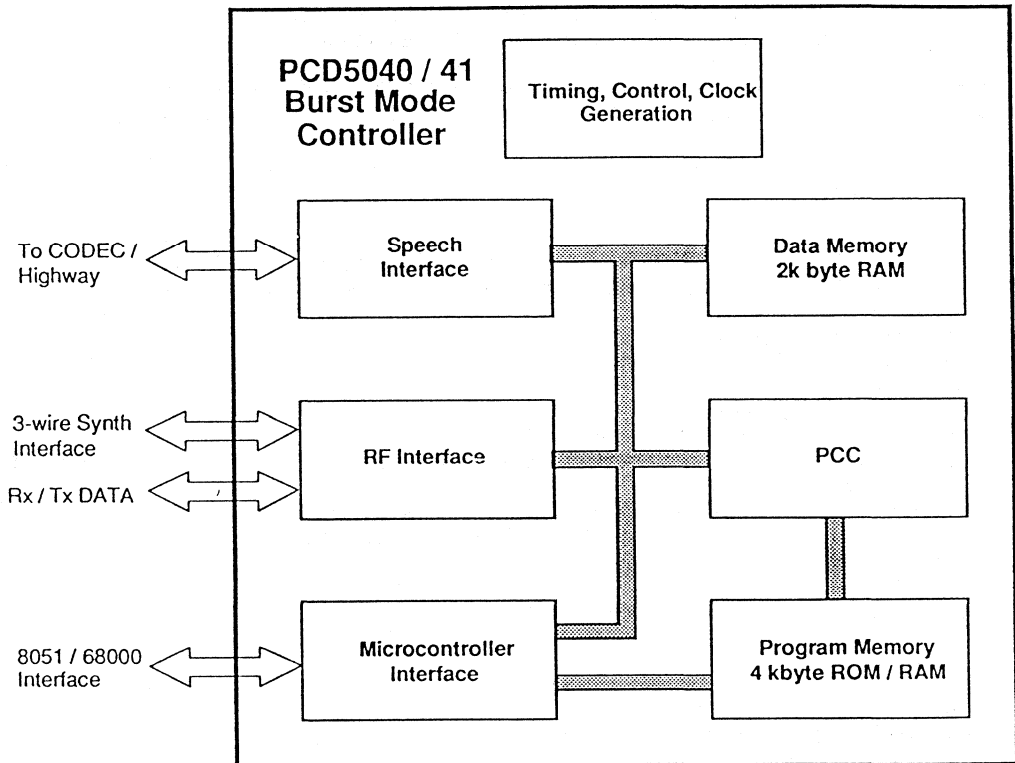 PCD5040 / 41
Burst Mode
Controller
Timing, Control, Clock
Generation
To CODEC /
Highway
Speech
Interface
Data Memory
2k byte RAM
3-wire Synth
Interface
Rx / Tx DATA
RF Interface
PCC
8051 / 68000
Interface
Microcontroller
Interface
Program Memory
4 kbyte ROM / RAM